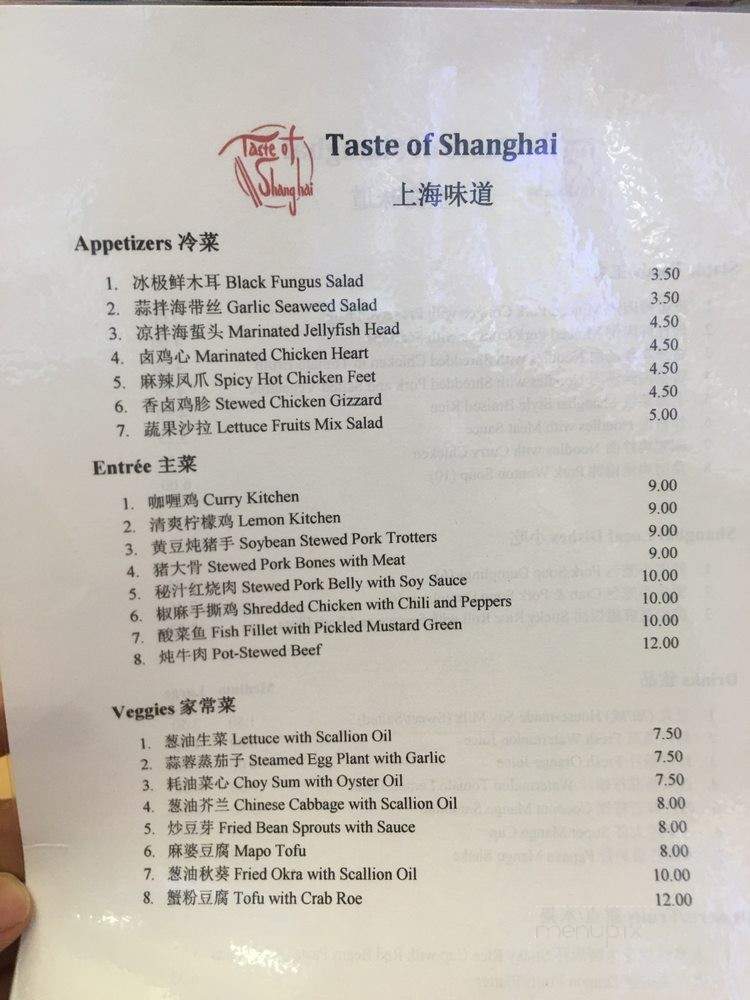 Taste of Shanghai
Taste of Shanghai
上海味道
Appetizers 冷菜
1. 冰极鲜木耳 Black Fungus Salad 3.50
2. 蒜拌海带丝 Garlic Seaweed Salad 3.50
3. 凉拌海蜇头 Marinated Jellyfish Head 4.50
4. 卤鸡心 Marinated Chicken Heart 4.50
5. 麻辣凤爪 Spicy Hot Chicken Feet 4.50
6. 香卤鸡胗 Stewed Chicken Gizzard 4.50
7. 蔬果沙拉 Lettuce Fruits Mix Salad 5.00
Entrée 主菜
1. 咖喱鸡 Curry Kitchen 9.00
2. 清爽柠檬鸡 Lemon Kitchen 9.00
3. 黄豆炖猪手 Soybean Stewed Pork Trotters 9.00
4. 猪大骨 Stewed Pork Bones with Meat 9.00
5. 秘汁红烧肉 Stewed Pork Belly with Soy Sauce 10.00
6. 椒麻手撕鸡 Shredded Chicken with Chili and Peppers 10.00
7. 酸菜鱼 Fish Fillet with Pickled Mustard Green 10.00
8. 炖牛肉 Pot-Stewed Beef 12.00
Veggies 家常菜
1. 葱油生菜 Lettuce with Scallion Oil 7.50
2. 蒜蓉蒸茄子 Steamed Egg Plant with Garlic 7.50
3. 耗油菜心 Choy Sum with Oyster Oil 7.50
4. 葱油芥兰 Chinese Cabbage with Scallion Oil 8.00
5. 炒豆芽 Fried Bean Sprouts with Sauce 8.00
6. 麻婆豆腐 Mapo Tofu 8.00
7. 葱油秋葵 Fried Okra with Scallion Oil 10.00
8. 蟹粉豆腐 Tofu with Crab Roe 12.00
menupix